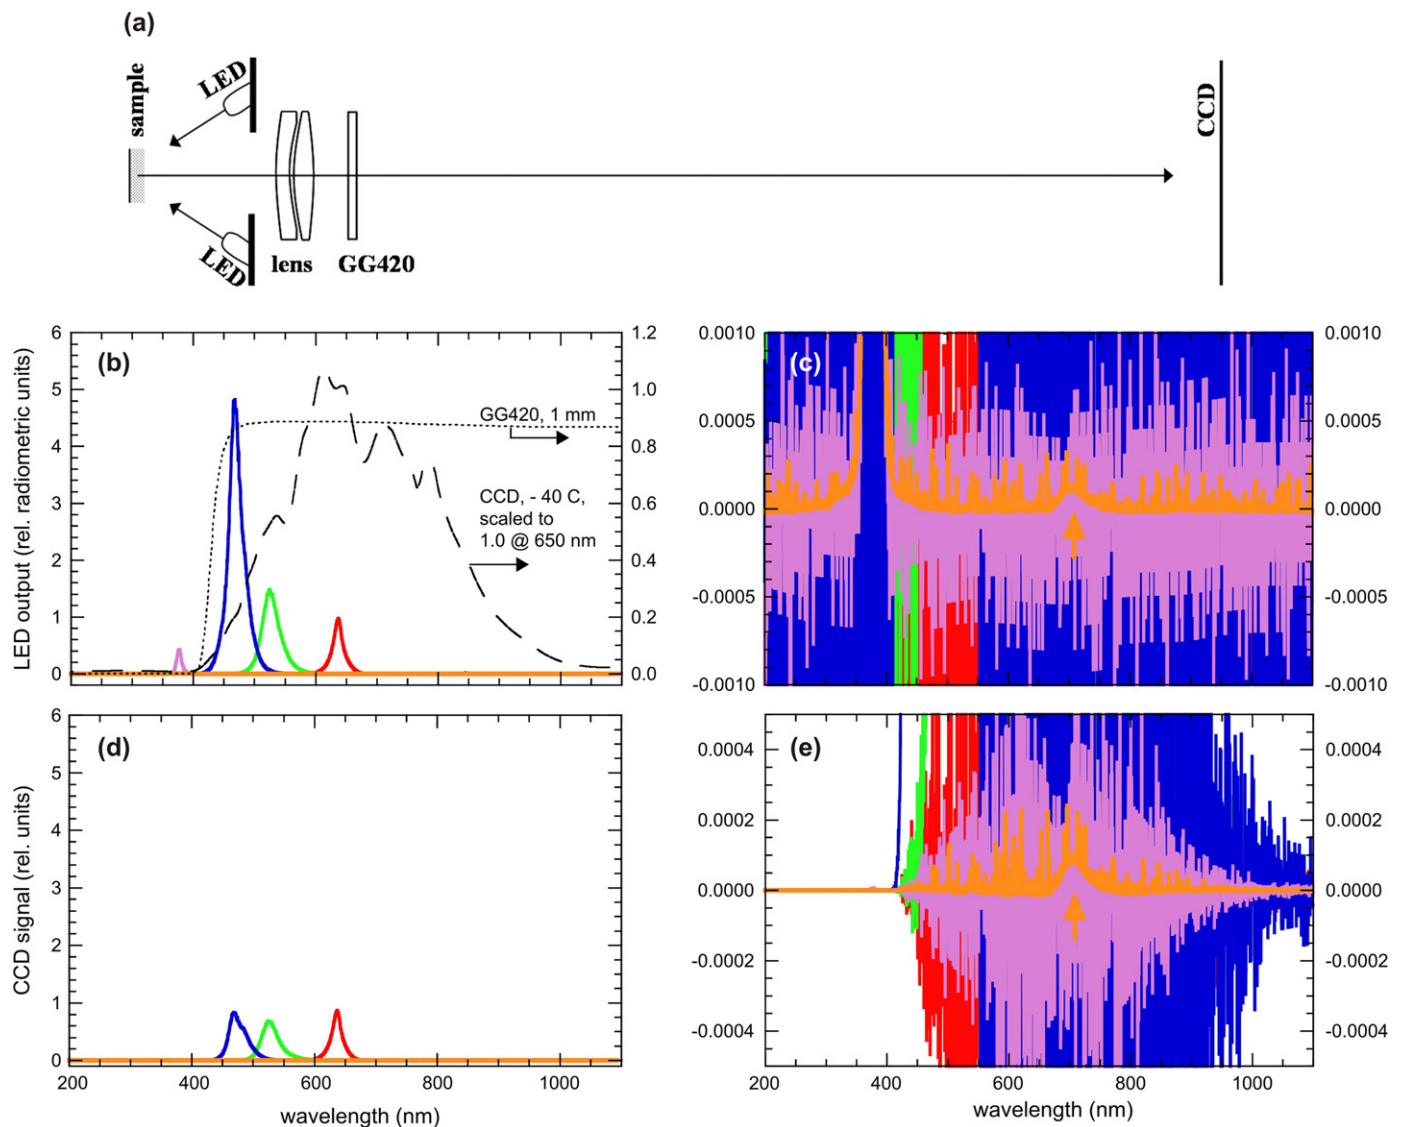 (a)
sample
LED
LED
lens
GG420
CCD
(b)
LED output (rel. radiometric units)
6
5
4
3
2
1
0
1.2
1.0
0.8
0.6
0.4
0.2
0.0
GG420, 1 mm
CCD, - 40 C,
scaled to
1.0 @ 650 nm
(c)
0.0010
0.0005
0.0000
-0.0005
-0.0010
0.0010
0.0005
0.0000
-0.0005
-0.0010
(d)
CCD signal (rel. units)
6
5
4
3
2
1
0
200 400 600 800 1000
wavelength (nm)
(e)
0.0004
0.0002
0.0000
-0.0002
-0.0004
0.0004
0.0002
0.0000
-0.0002
-0.0004
200 400 600 800 1000
wavelength (nm)